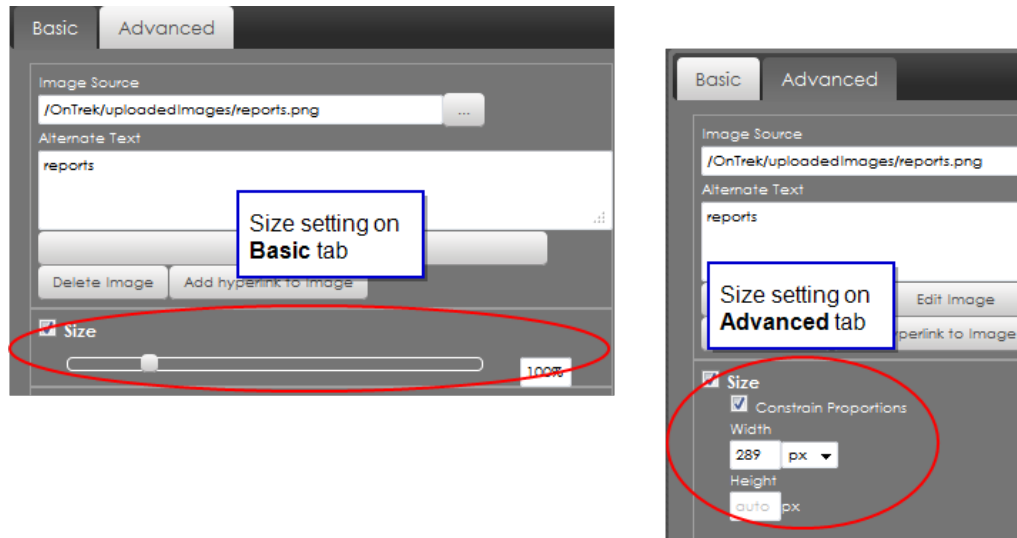 Basic Advanced
Image Source
/OnTrek/uploadedImages/reports.png ...
Alternate Text
reports
Size setting on
Basic tab
Delete Image Add hyperlink to Image
Size
100%
Basic Advanced
Image Source
/OnTrek/uploadedImages/reports.png
Alternate Text
reports
Size setting on
Advanced tab
Edit Image
perlink to Image
Size
Constrain Proportions
Width
289 px
Height
auto px